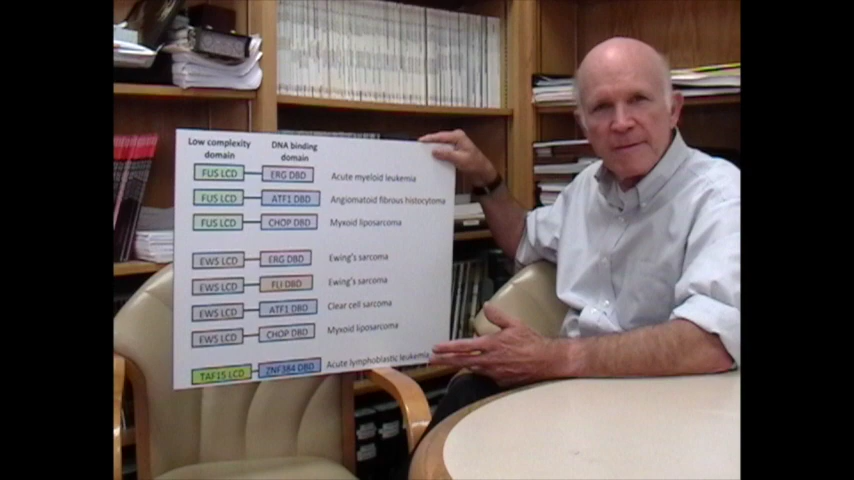 Low complexity domain DNA binding domain
FUS LCD ERG DBD Acute myeloid leukemia
FUS LCD ATF1 DBD Angiomatoid fibrous histocytoma
FUS LCD CHOP DBD Myxoid liposarcoma
EWS LCD ERG DBD Ewing's sarcoma
EWS LCD FLI DBD Ewing's sarcoma
EWS LCD ATF1 DBD Clear cell sarcoma
EWS LCD CHOP DBD Myxoid liposarcoma
TAF15 LCD ZNF384 DBD Acute lymphoblastic leukemia